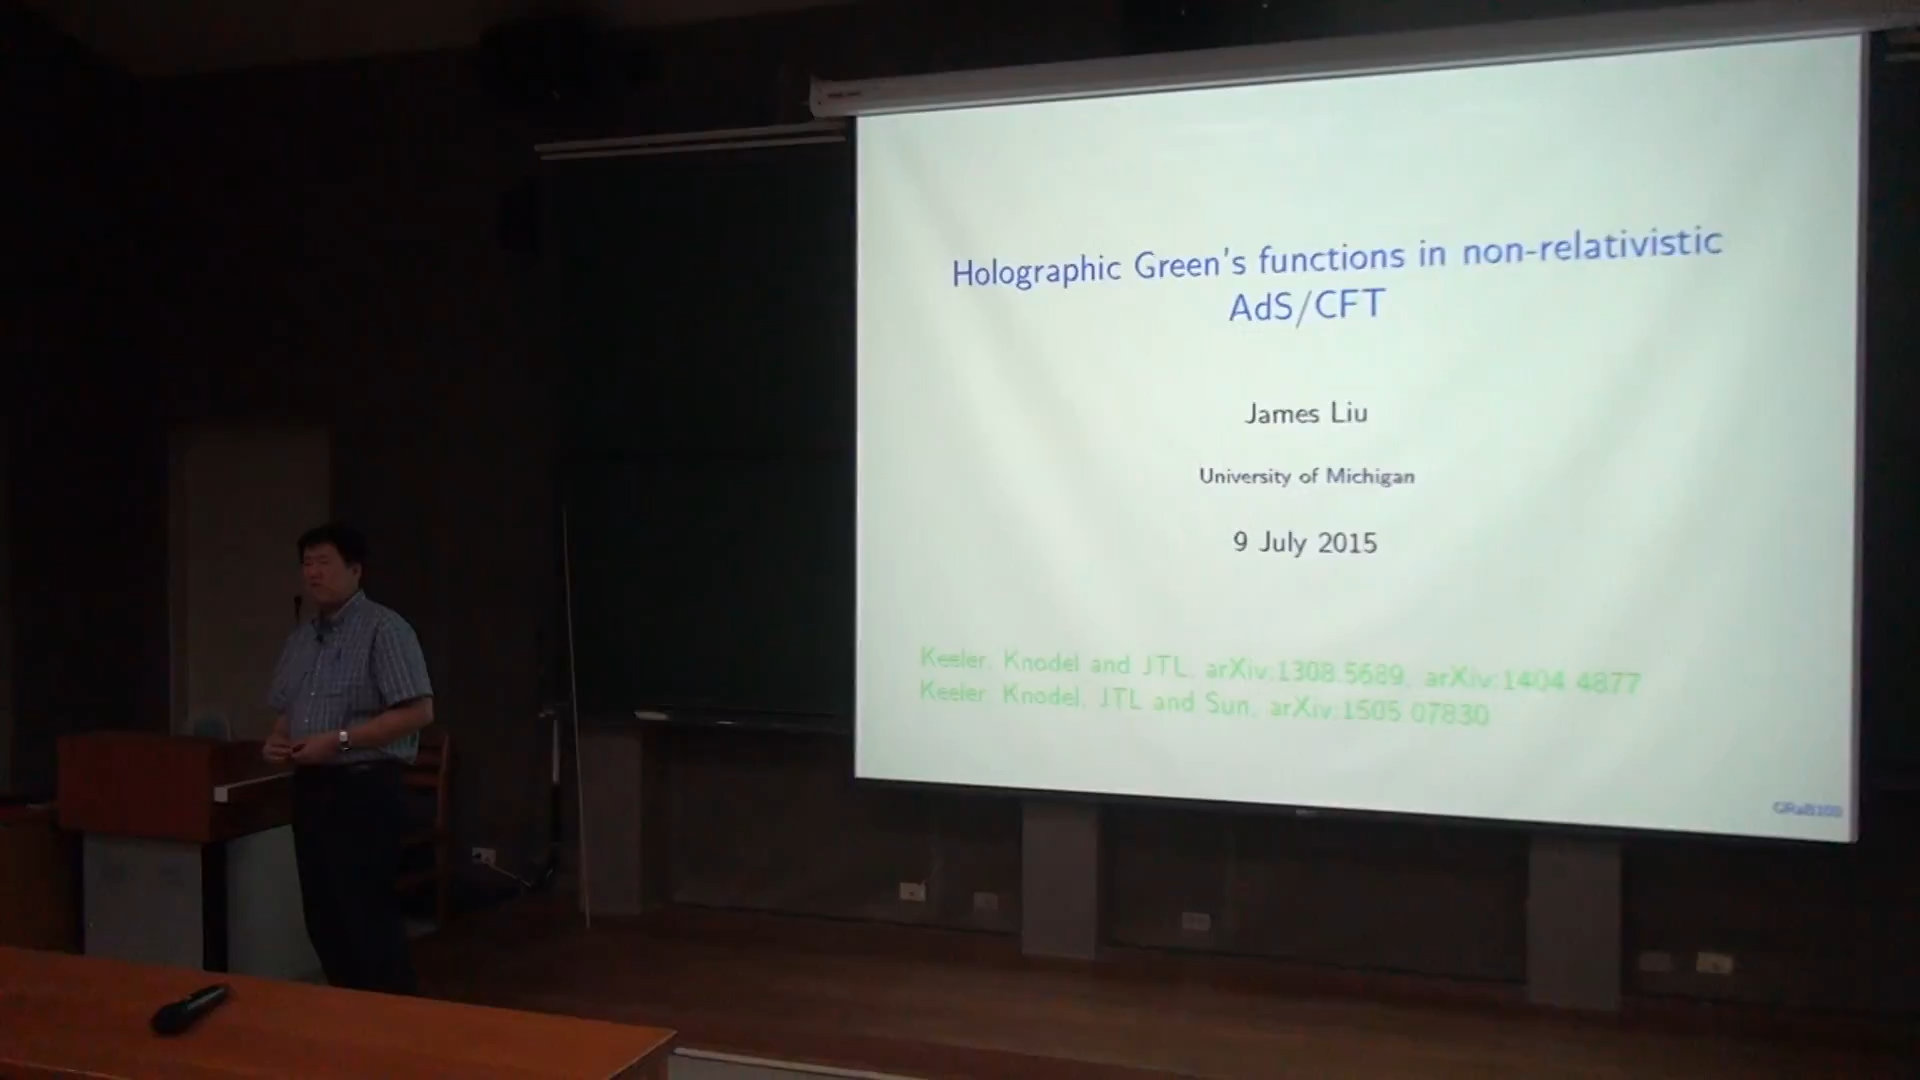 Holographic Green's functions in non-relativistic
AdS/CFT
James Liu
University of Michigan
9 July 2015
Keeler, Knodel and JTL, arXiv:1308.5689, arXiv:1404.4877
Keeler, Knodel, JTL and Sun, arXiv:1505.07830
GRaB100